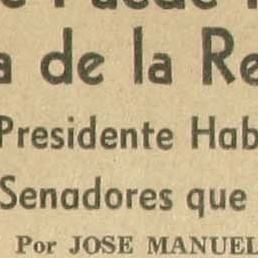 a de la Re
Presidente Hab
Senadores que
Por JOSE MANUEL